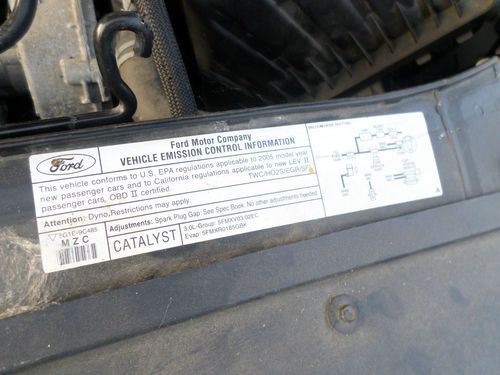 Ford
Ford Motor Company
VEHICLE EMISSION CONTROL INFORMATION
This vehicle conforms to U.S. EPA regulations applicable to 2005 model year
new passenger cars and to California regulations applicable to new LEV II
passenger cars. OBD II certified.
TWC/HO2S/EGR/SFI
Attention: Dyno.Restrictions may apply.
Adjustments: Spark Plug Gap: See Spec Book. No Other Adjustments Needed.
5G1E-9C485
MZC
CATALYST
3.0L-Group: 5FMXV03.02EC
Evap: 5FMXR0185GBK